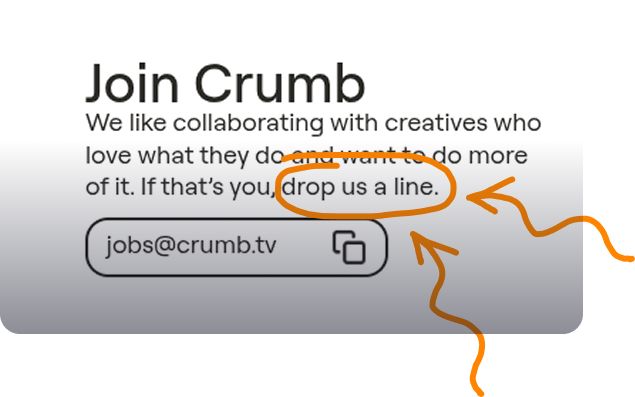 Join Crumb
We like collaborating with creatives who
love what they do and want to do more
of it. If that’s you, drop us a line.
jobs@crumb.tv